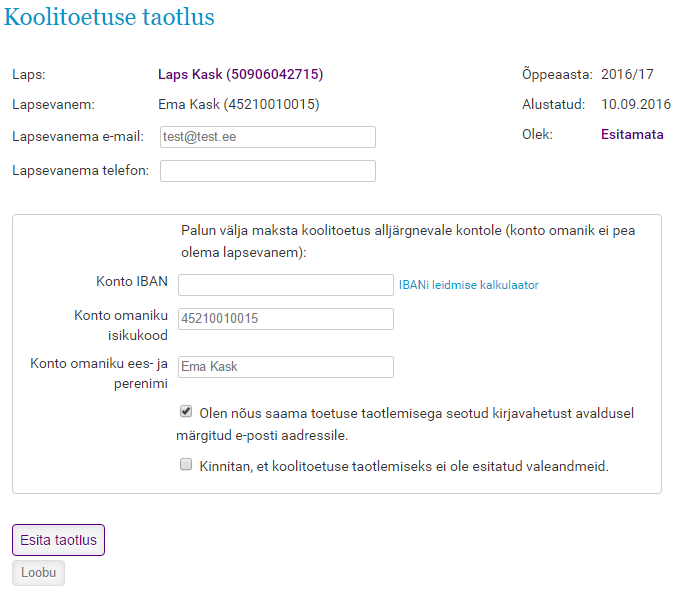 Koolitoetuse taotlus
Laps: Laps Kask (50906042715) Õppeaasta: 2016/17
Lapsevanem: Ema Kask (45210010015) Alustatud: 10.09.2016
Lapsevanema e-mail: test@test.ee Olek: Esitamata
Lapsevanema telefon:
Palun välja maksta koolitoetus alljärgnevale kontole (konto omanik ei pea
olema lapsevanem):
Konto IBAN IBANi leidmise kalkulaator
Konto omaniku
isikukood 45210010015
Konto omaniku ees- ja
perenimi Ema Kask
Olen nõus saama toetuse taotlemisega seotud kirjavahetust avaldusel
märgitud e-posti aadressile.
Kinnitan, et koolitoetuse taotlemiseks ei ole esitatud valeandmeid.
Esita taotlus
Loobu